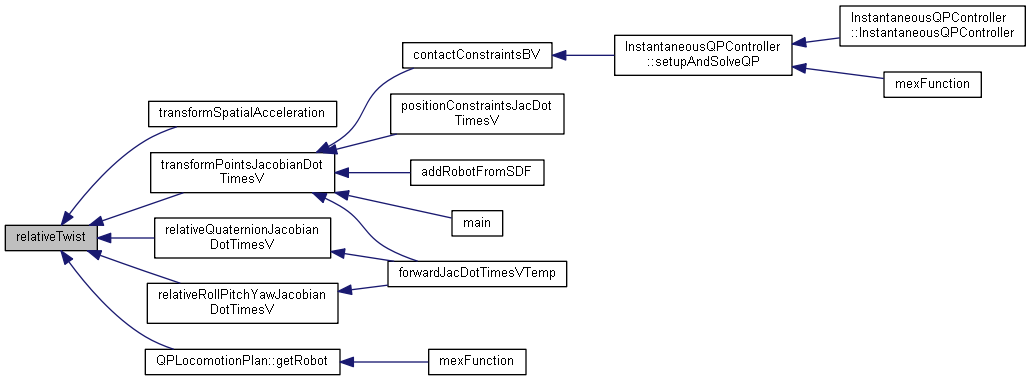 relativeTwist
transformSpatialAcceleration
transformPointsJacobianDot
TimesV
relativeQuaternionJacobian
DotTimesV
relativeRollPitchYawJacobian
DotTimesV
QPLocomotionPlan::getRobot
contactConstraintsBV
positionConstraintsJacDot
TimesV
addRobotFromSDF
main
forwardJacDotTimesVTemp
mexFunction
InstantaneousQPController
::setupAndSolveQP
InstantaneousQPController
::InstantaneousQPController
mexFunction